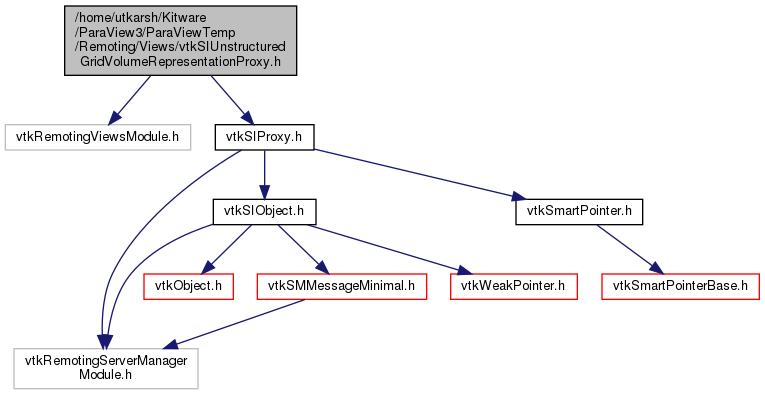 /home/utkarsh/Kitware
/ParaView3/ParaViewTemp
/Remoting/Views/vtkSIUnstructured
GridVolumeRepresentationProxy.h
vtkRemotingViewsModule.h
vtkSIProxy.h
vtkSIObject.h
vtkSmartPointer.h
vtkObject.h
vtkSMMessageMinimal.h
vtkWeakPointer.h
vtkSmartPointerBase.h
vtkRemotingServerManager
Module.h